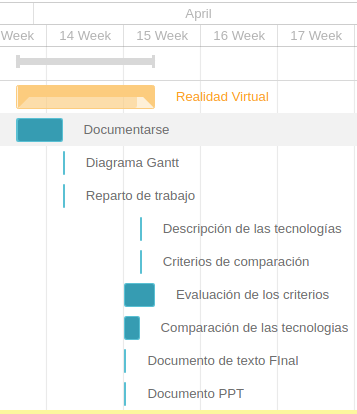 April
Week 14 Week 15 Week 16 Week 17 Week
Realidad Virtual
Documentarse
Diagrama Gantt
Reparto de trabajo
Descripción de las tecnologías
Criterios de comparación
Evaluación de los criterios
Comparación de las tecnologias
Documento de texto FInal
Documento PPT